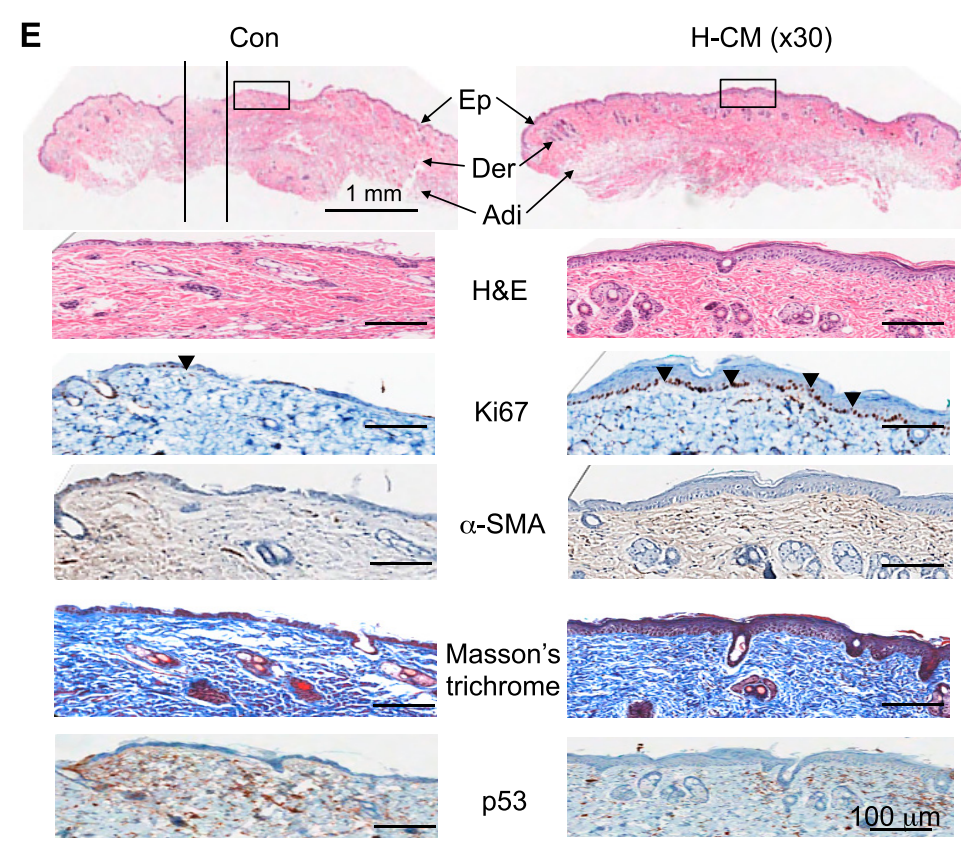 E
Con
H-CM (x30)
Ep
Der
Adi
1 mm
H&E
Ki67
α-SMA
Masson's
trichrome
p53
100 μm